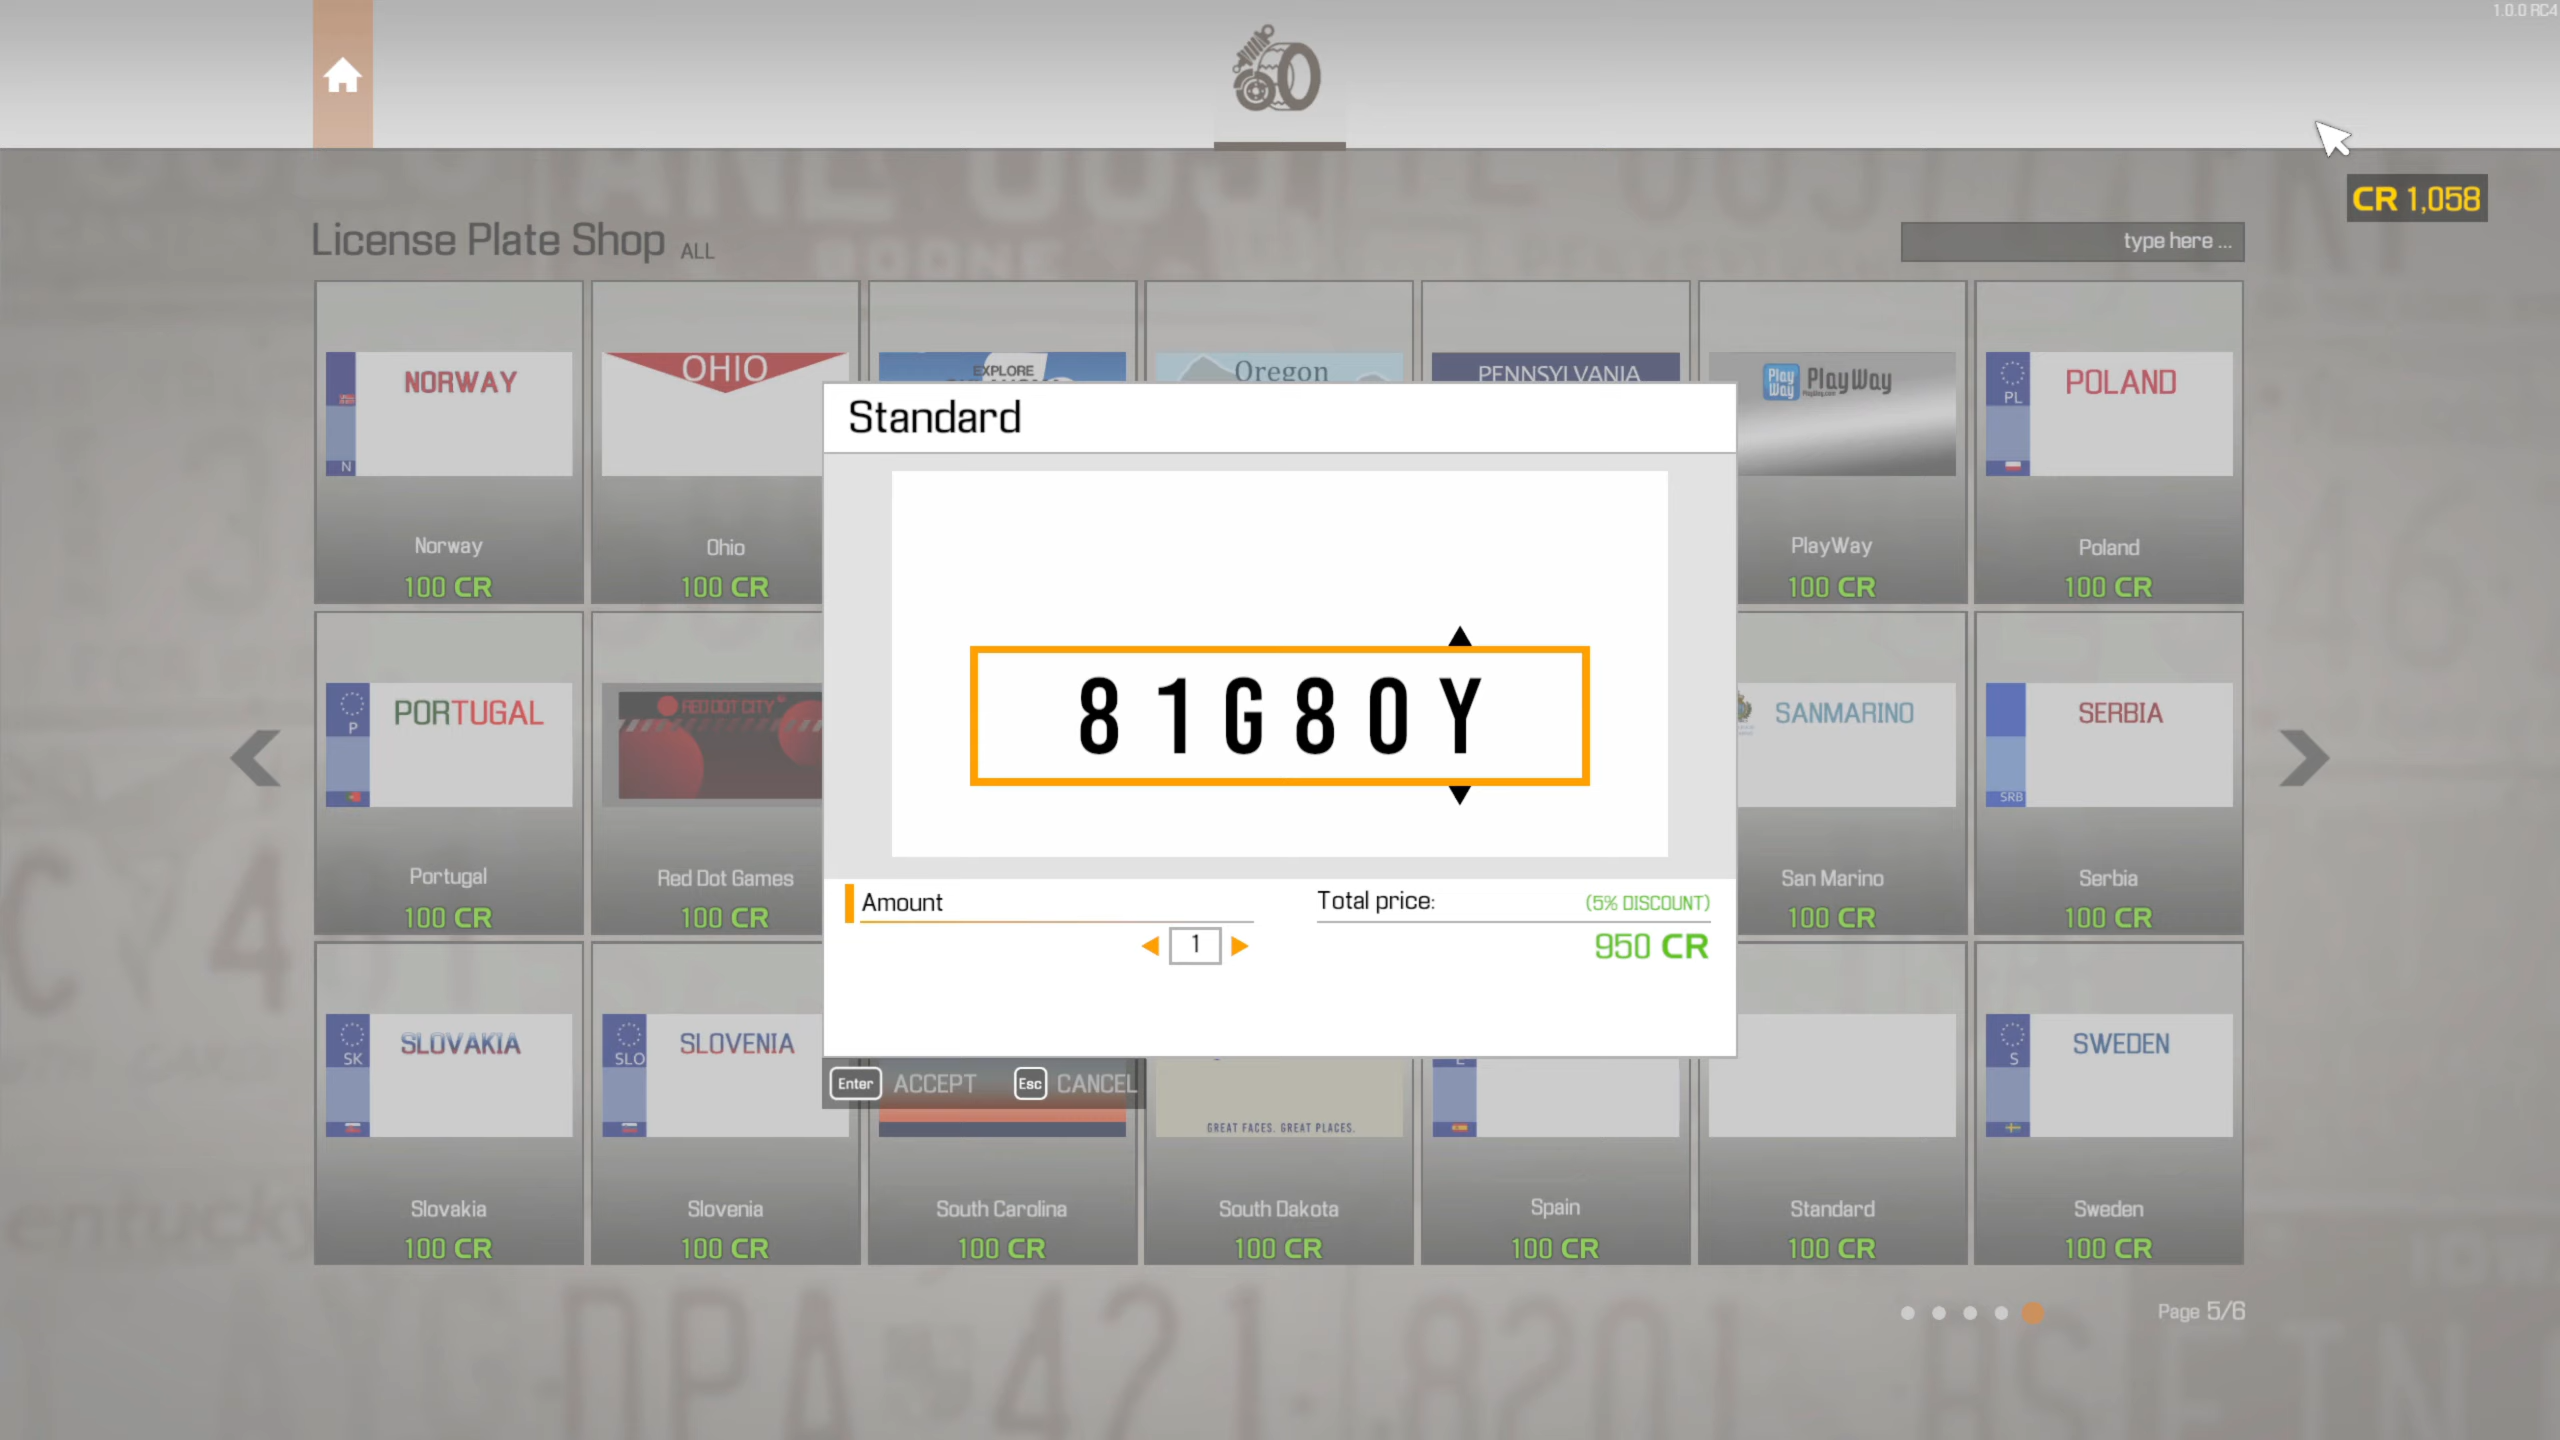 1.0.0 RC4
CR 1,058
License Plate Shop ALL
type here ...
NORWAY
N
Norway
100 CR
OHIO
Ohio
100 CR
EXPLORE
Oregon
PENNSYLVANIA
Play Way PlayWay
PlayWay
100 CR
PL
POLAND
Poland
100 CR
Standard
81G80Y
Amount
1
Total price: (5% DISCOUNT)
950 CR
Enter ACCEPT Esc CANCEL
P
PORTUGAL
Portugal
100 CR
RED DOT CITY
Red Dot Games
100 CR
SANMARINO
San Marino
100 CR
SERBIA
SRB
Serbia
100 CR
SK
SLOVAKIA
Slovakia
100 CR
SLO
SLOVENIA
Slovenia
100 CR
South Carolina
100 CR
GREAT FACES. GREAT PLACES.
South Dakota
100 CR
Spain
100 CR
Standard
100 CR
S
SWEDEN
Sweden
100 CR
Page 5/6